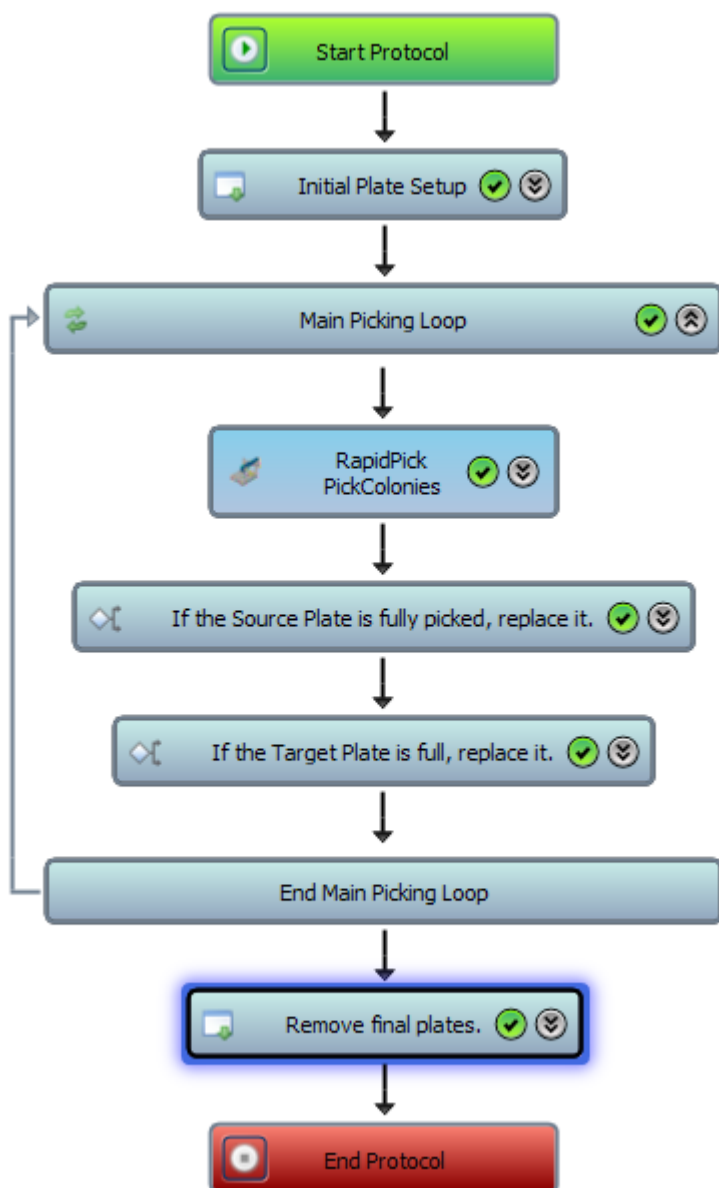 Start Protocol
Initial Plate Setup
Main Picking Loop
RapidPick
PickColonies
If the Source Plate is fully picked, replace it.
If the Target Plate is full, replace it.
End Main Picking Loop
Remove final plates.
End Protocol